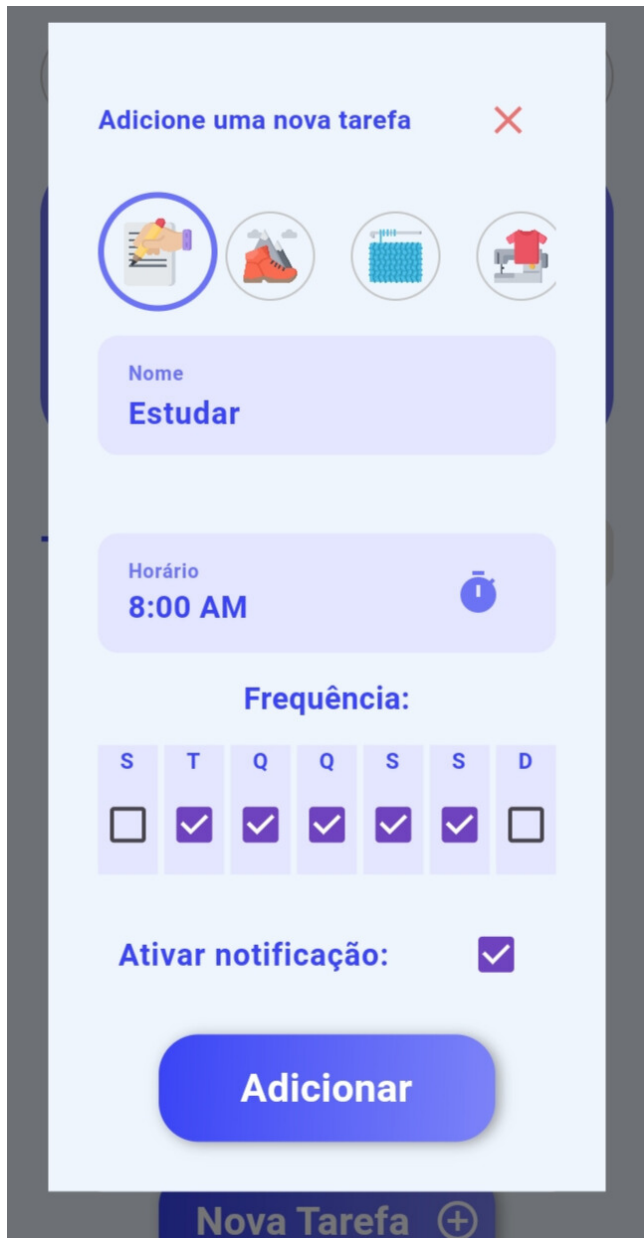 Adicione uma nova tarefa
Nome
Estudar
Horário
8:00 AM
Frequência:
S T Q Q S S D
Ativar notificação:
Adicionar
Nova Tarefa